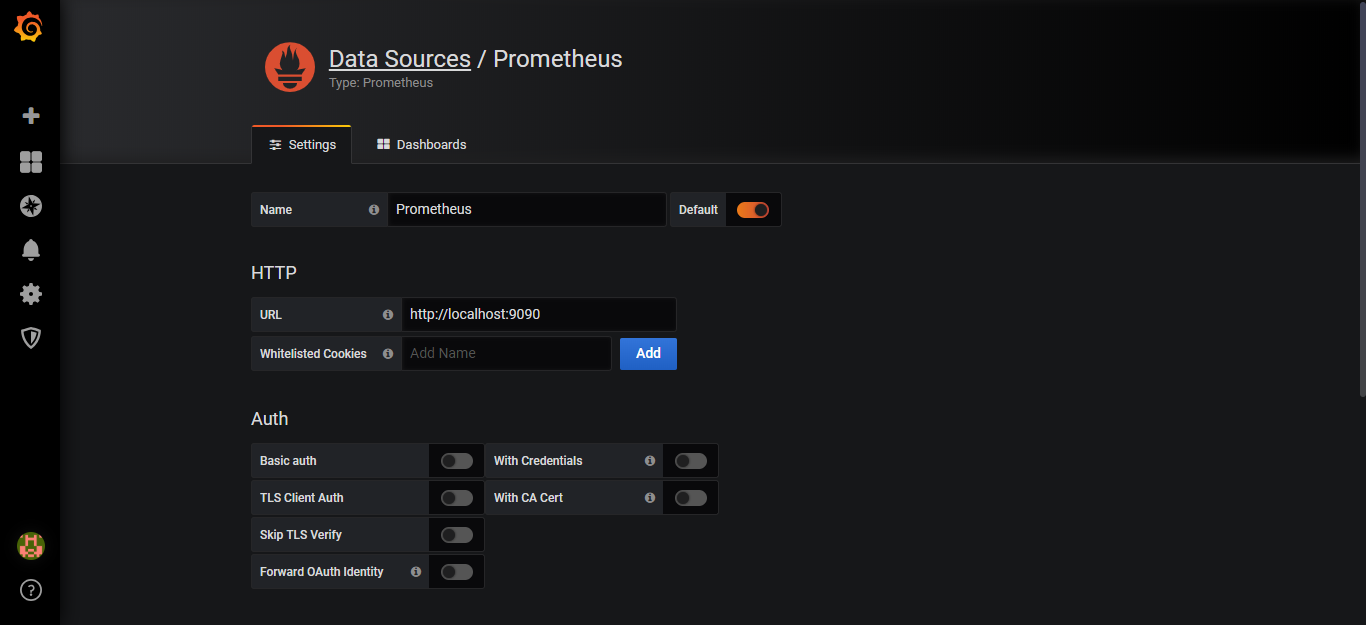 Data Sources / Prometheus
Type: Prometheus
Settings
Dashboards
Name
Prometheus
Default
HTTP
URL
http://localhost:9090
Whitelisted Cookies
Add Name
Add
Auth
Basic auth
With Credentials
TLS Client Auth
With CA Cert
Skip TLS Verify
Forward OAuth Identity
?